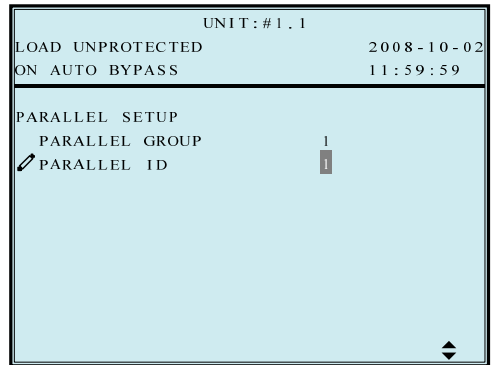 UNIT:#1.1
LOAD UNPROTECTED 2008-10-02
ON AUTO BYPASS 11:59:59
PARALLEL SETUP
PARALLEL GROUP 1
PARALLEL ID 1